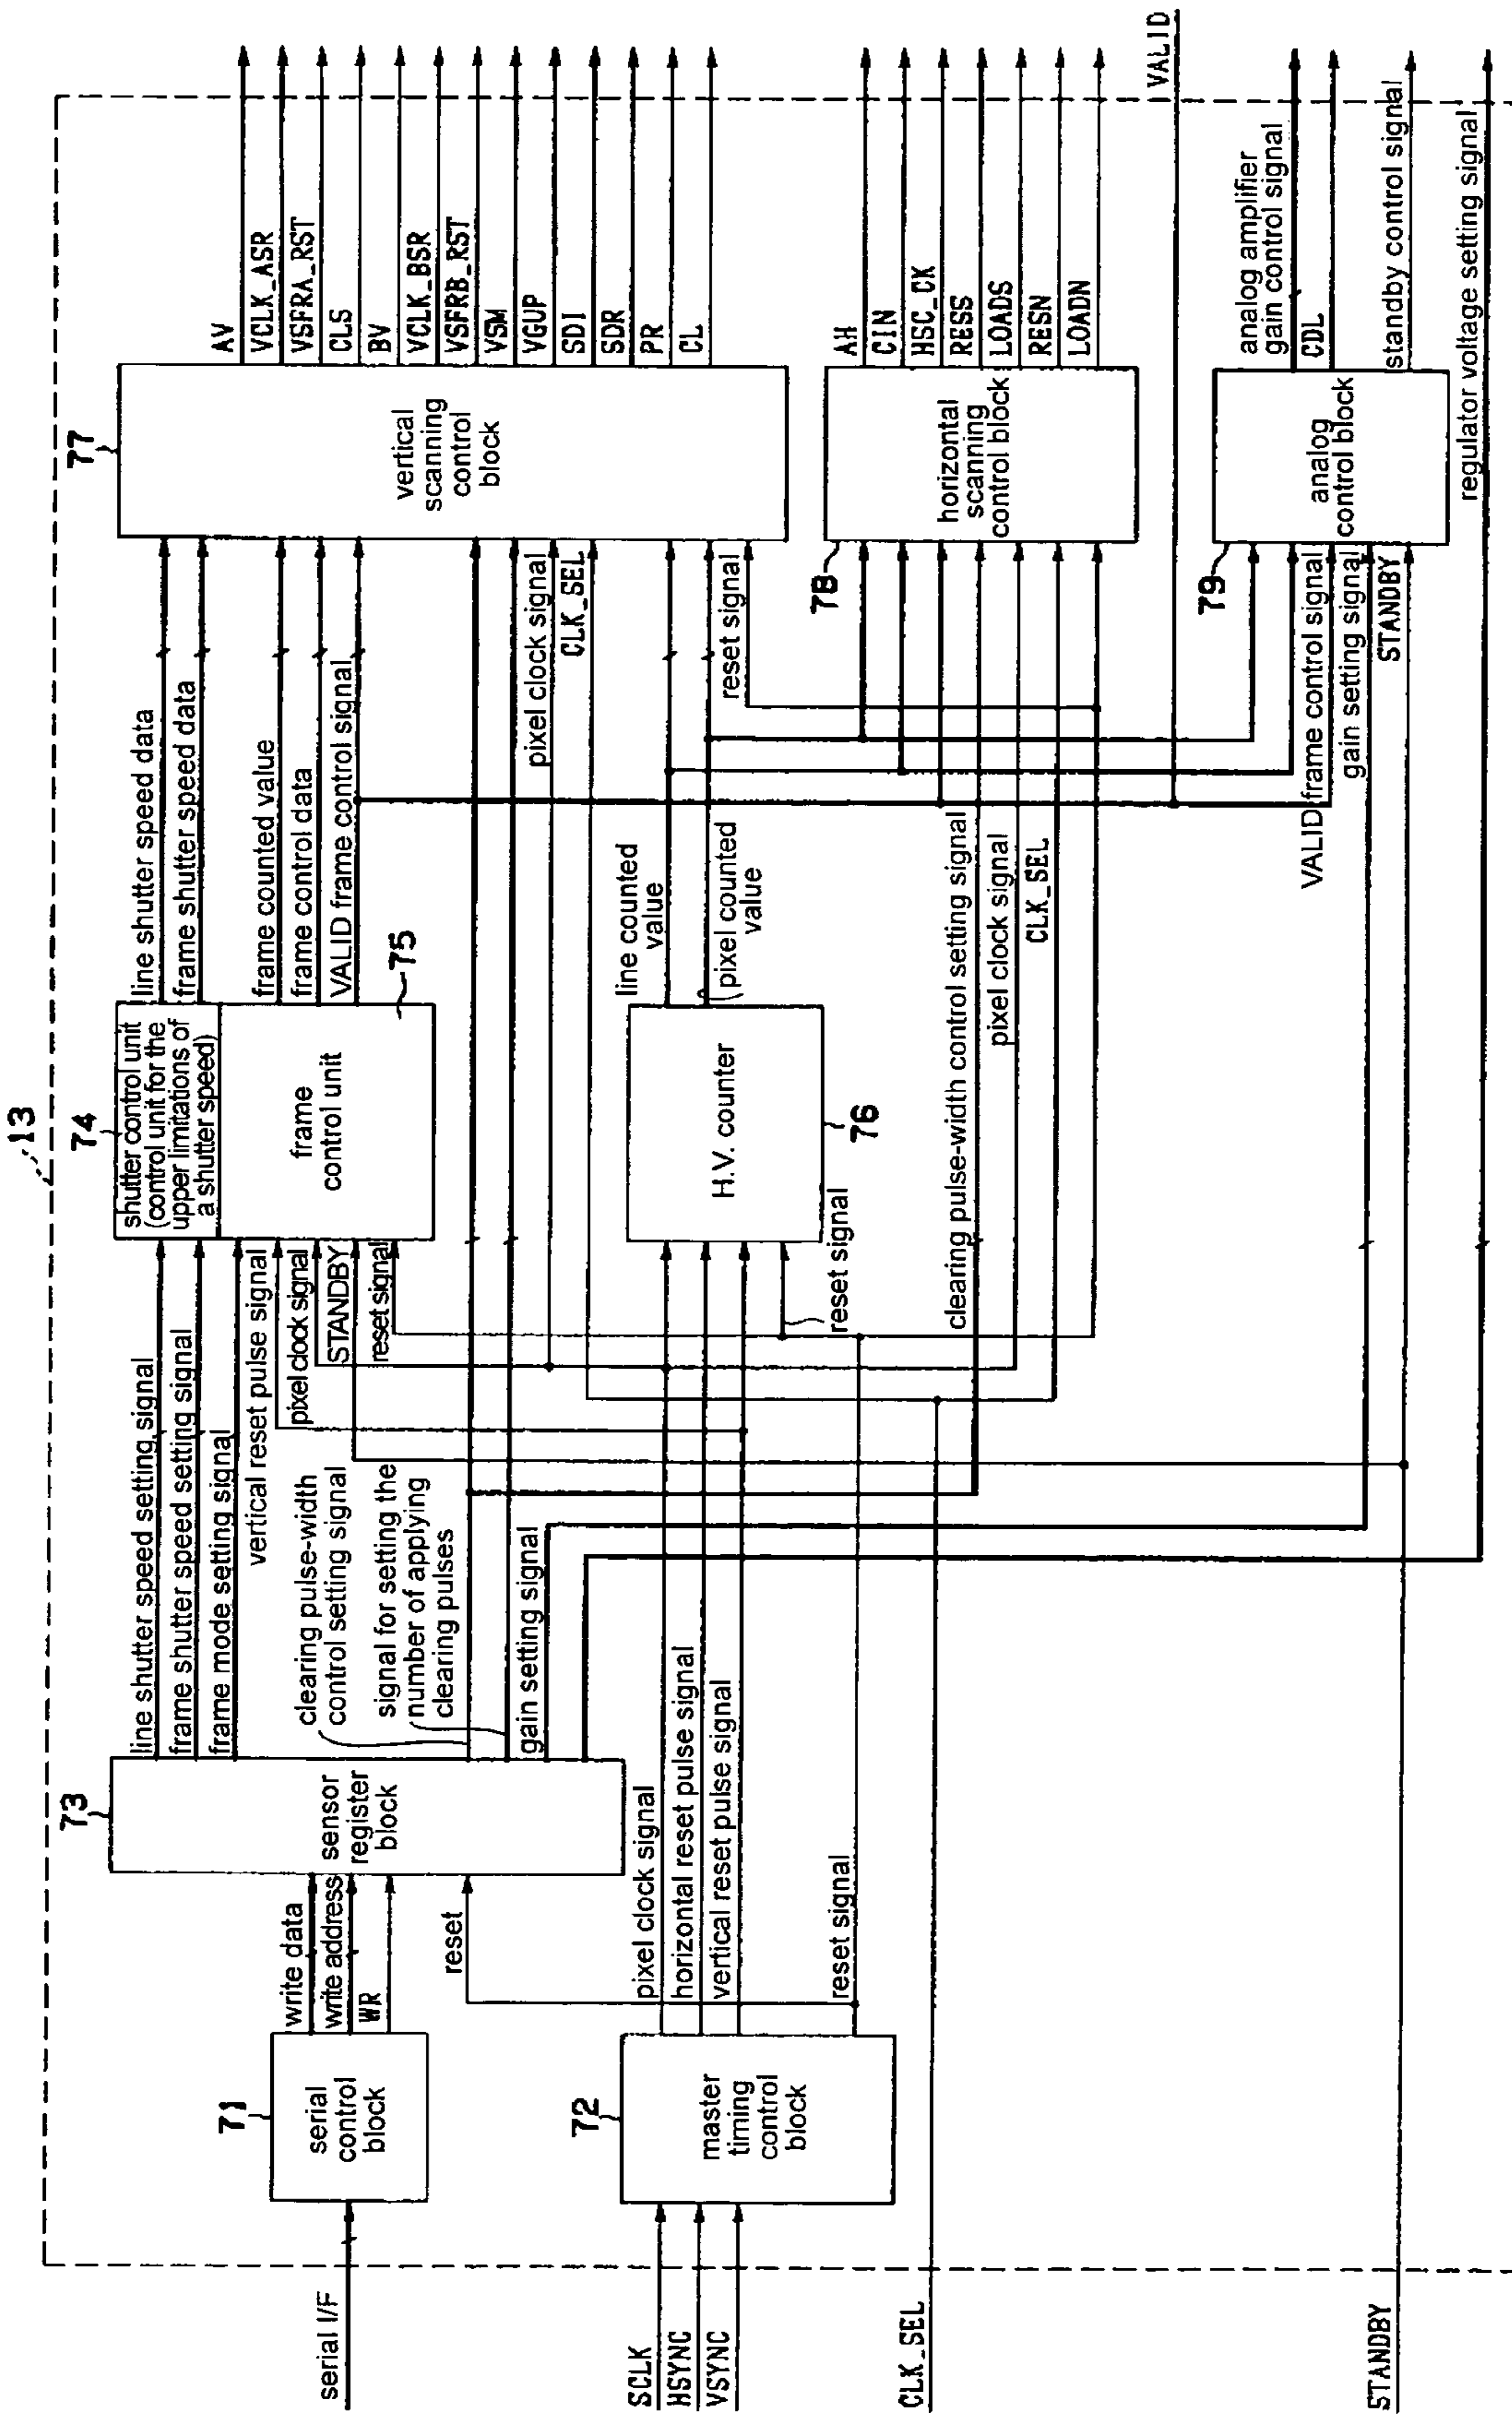 13
serial I/F
SCLK
HSYNC
VSYNC
CLK_SEL
STANDBY
71
serial
control
block
write data
write address
WR
reset
72
master
timing
control
block
pixel clock signal
horizontal reset pulse signal
vertical reset pulse signal
reset signal
73
sensor
register
block
line shutter speed setting signal
frame shutter speed setting signal
frame mode setting signal
vertical reset pulse signal
pixel clock signal
STANDBY
reset signal
clearing pulse-width
control setting signal
signal for setting the
number of applying
clearing pulses
gain setting signal
74
shutter control unit
(control unit for the
upper limitations of
a shutter speed)
frame
control unit
75
line shutter speed data
frame shutter speed data
frame counted value
frame control data
VALID frame control signal
H.V. counter
76
reset signal
line counted
value
pixel counted
value
clearing pulse-width control setting signal
pixel clock signal
CLK_SEL
pixel clock signal
CLK_SEL
reset signal
VALID frame control signal
gain setting signal
STANDBY
77
vertical
scanning
control
block
AV
VCLK_ASR
VSFRA_RST
CLS
BV
VCLK_BSR
VSFRB_RST
VSM
VGUP
SDI
SDR
PR
CL
78
horizontal
scanning
control block
AH
CIN
HSC_CK
RESS
LOADS
RESN
LOADN
VALID
79
analog
control block
analog amplifier
gain control signal
CDL
standby control signal
regulator voltage setting signal